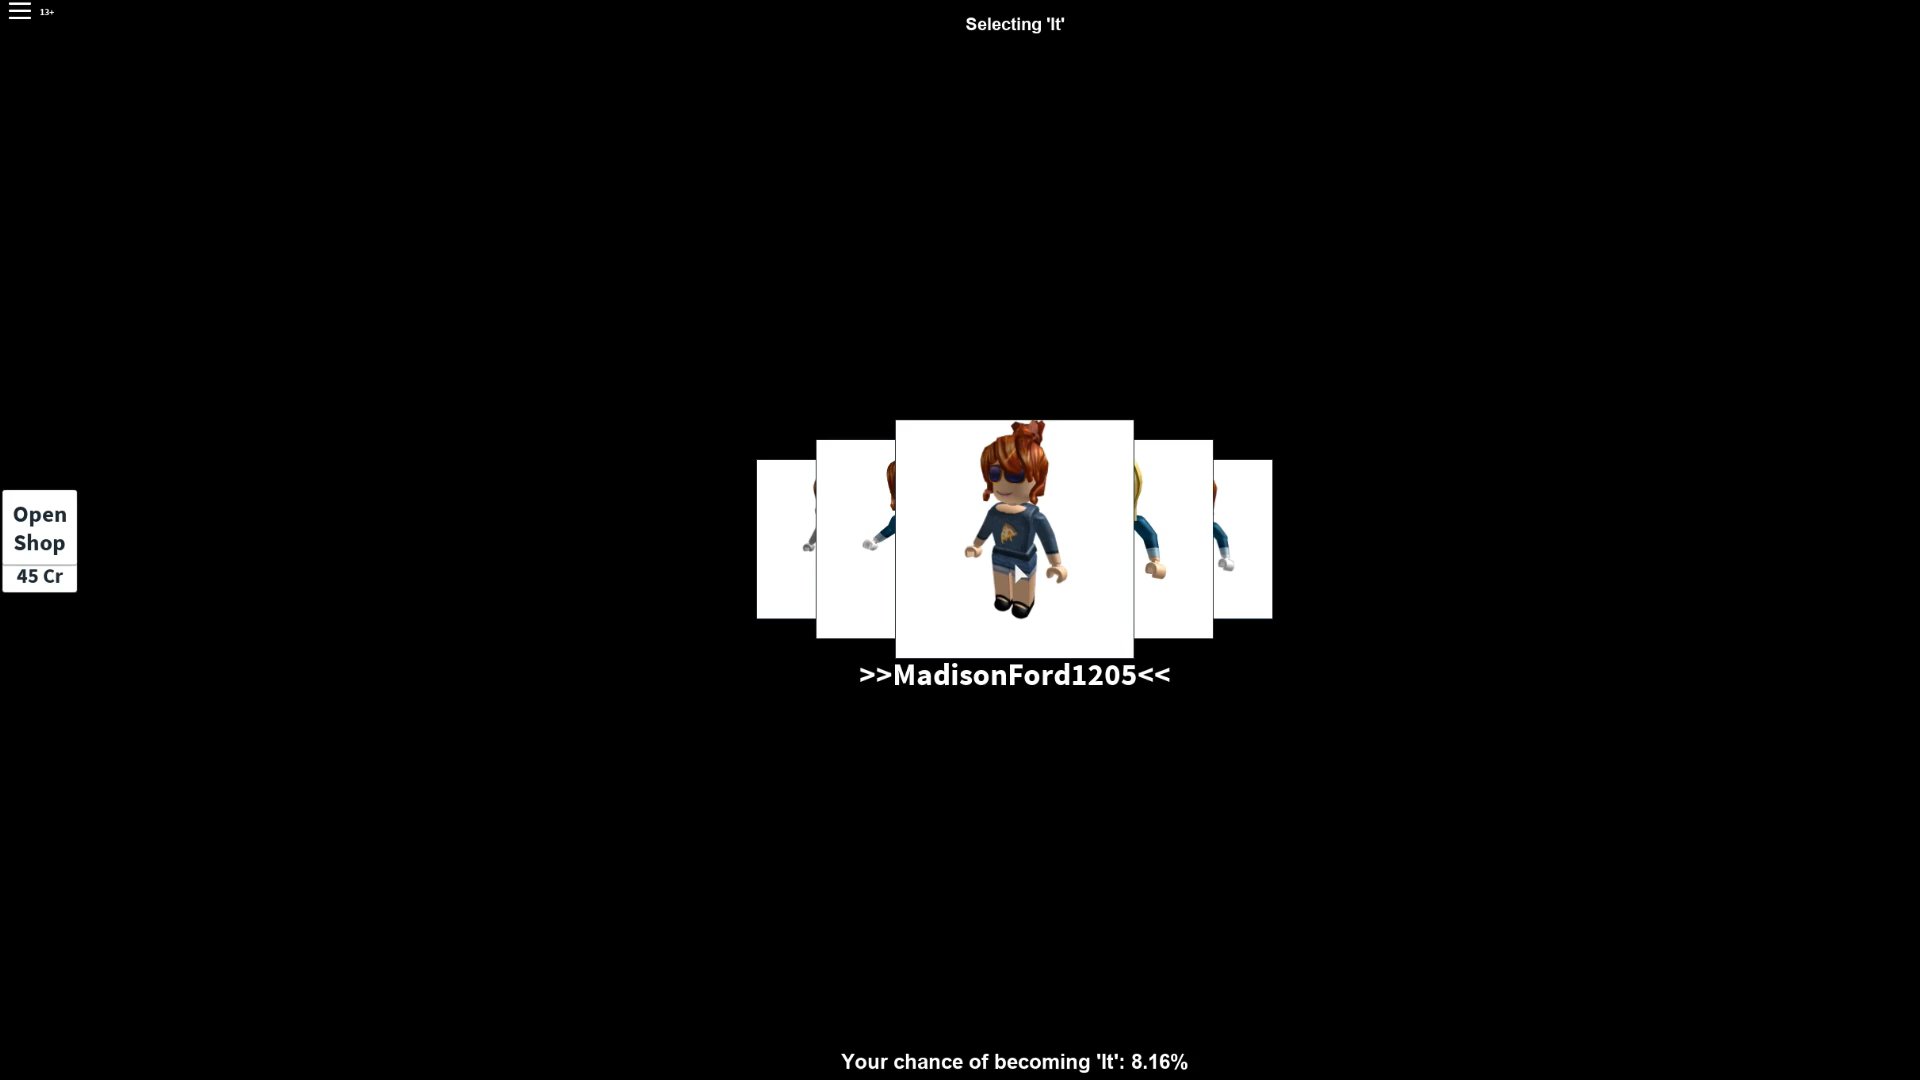 13+
Selecting 'It'
Open
Shop
45 Cr
>>MadisonFord1205<<
Your chance of becoming 'It': 8.16%